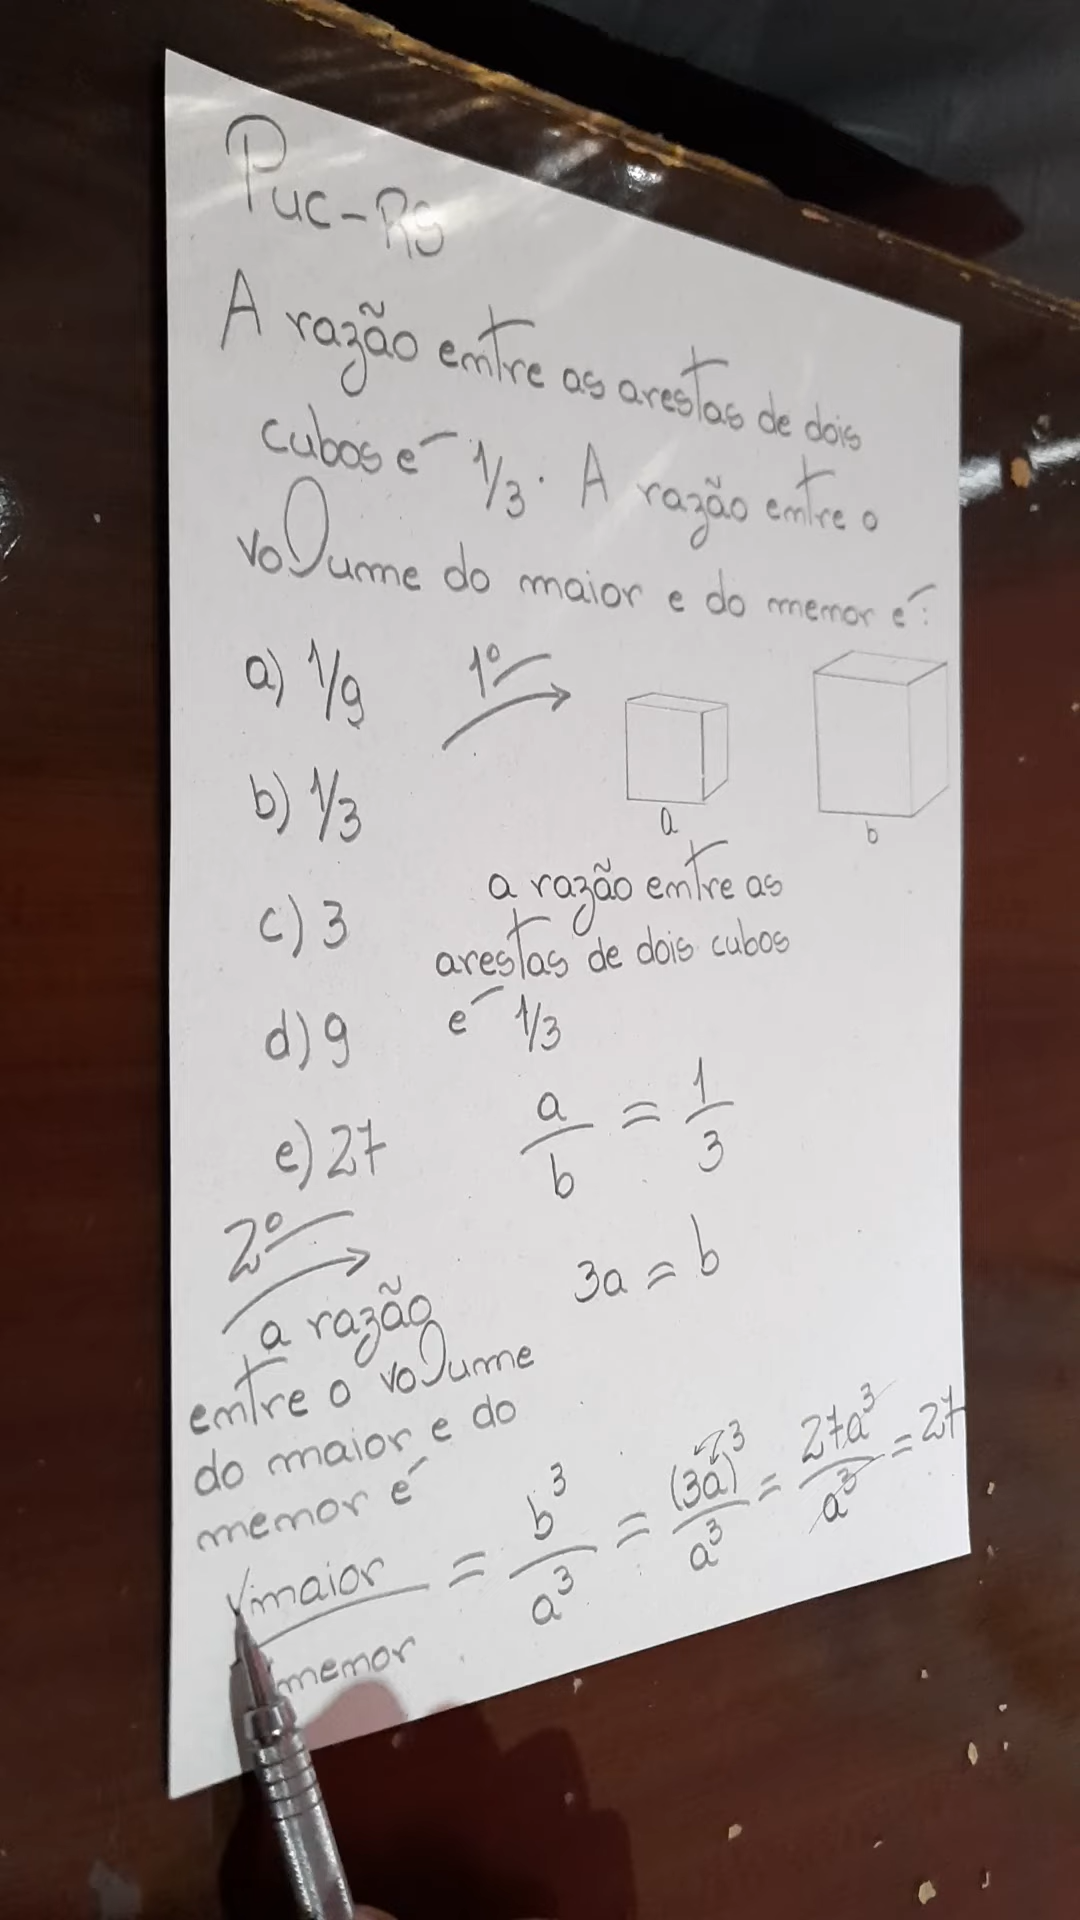 Puc-RS
A razão entre as arestas de dois
cubos é 1/3. A razão entre o
volume do maior e do menor é:
a) 1/9
1º
b) 1/3
a
b
c) 3
a razão entre as
arestas de dois cubos
é 1/3
d) 9
a/b = 1/3
e) 27
3a = b
2º
a razão
entre o volume
do maior e do
menor é
Vmaior/menor = b³/a³ = (3a)³/a³ = 27a³/a³ = 27